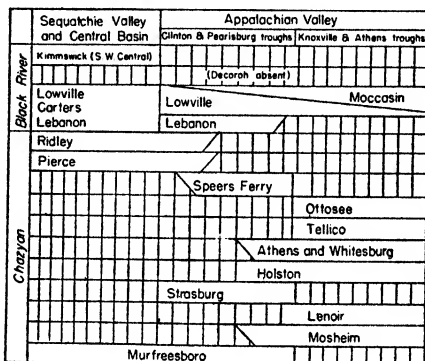 Sequatchie Valley
and Central Basin
Appalachian Valley
Clinton & Pearisburg troughs
Knoxville & Athens troughs
Black River
Kimmswick (S. W. Central)
(Decorah absent)
Lowville
Carters
Lebanon
Lowville
Moccasin
Lebanon
Chazyan
Ridley
Pierce
Speers Ferry
Ottosee
Tellico
Athens and Whitesburg
Holston
Strasburg
Lenoir
Mosheim
Murfreesboro